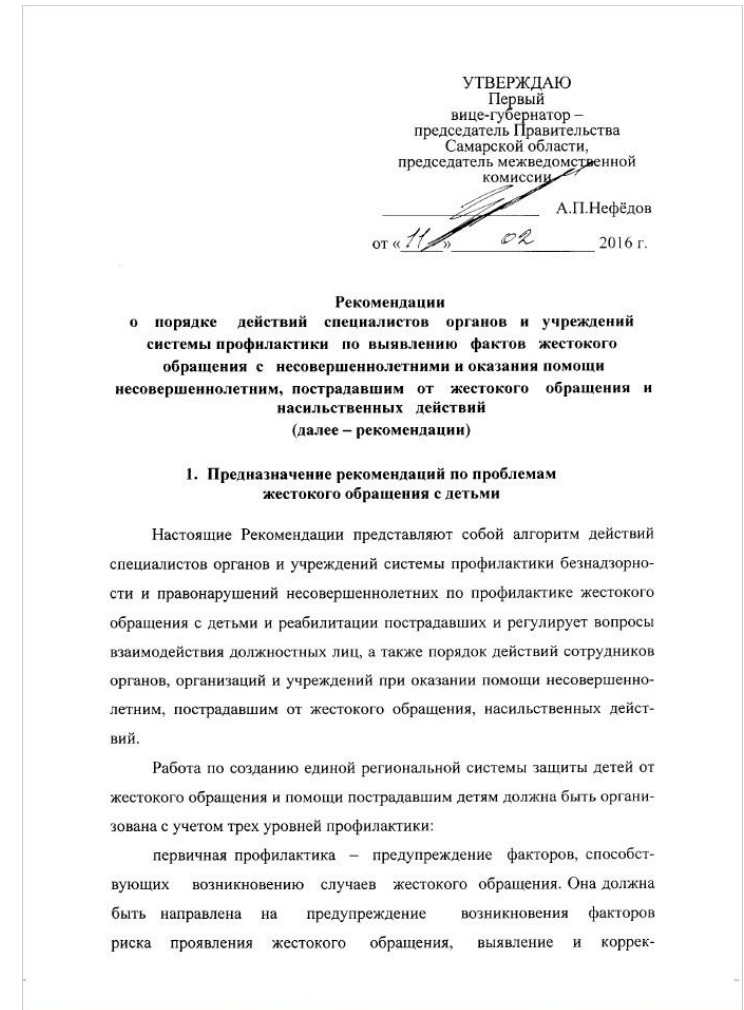 УТВЕРЖДАЮ
Первый
вице-губернатор –
председатель Правительства
Самарской области,
председатель межведомственной
комиссии
А.П.Нефёдов
от «11» 02 2016 г.
Рекомендации
о порядке действий специалистов органов и учреждений
системы профилактики по выявлению фактов жестокого
обращения с несовершеннолетними и оказания помощи
несовершеннолетним, пострадавшим от жестокого обращения и
насильственных действий
(далее – рекомендации)
1. Предназначение рекомендаций по проблемам
жестокого обращения с детьми
Настоящие Рекомендации представляют собой алгоритм действий
специалистов органов и учреждений системы профилактики безнадзорно-
сти и правонарушений несовершеннолетних по профилактике жестокого
обращения с детьми и реабилитации пострадавших и регулирует вопросы
взаимодействия должностных лиц, а также порядок действий сотрудников
органов, организаций и учреждений при оказании помощи несовершенно-
летним, пострадавшим от жестокого обращения, насильственных дейст-
вий.
Работа по созданию единой региональной системы защиты детей от
жестокого обращения и помощи пострадавшим детям должна быть органи-
зована с учетом трех уровней профилактики:
первичная профилактика – предупреждение факторов, способст-
вующих возникновению случаев жестокого обращения. Она должна
быть направлена на предупреждение возникновения факторов
риска проявления жестокого обращения, выявление и коррек-